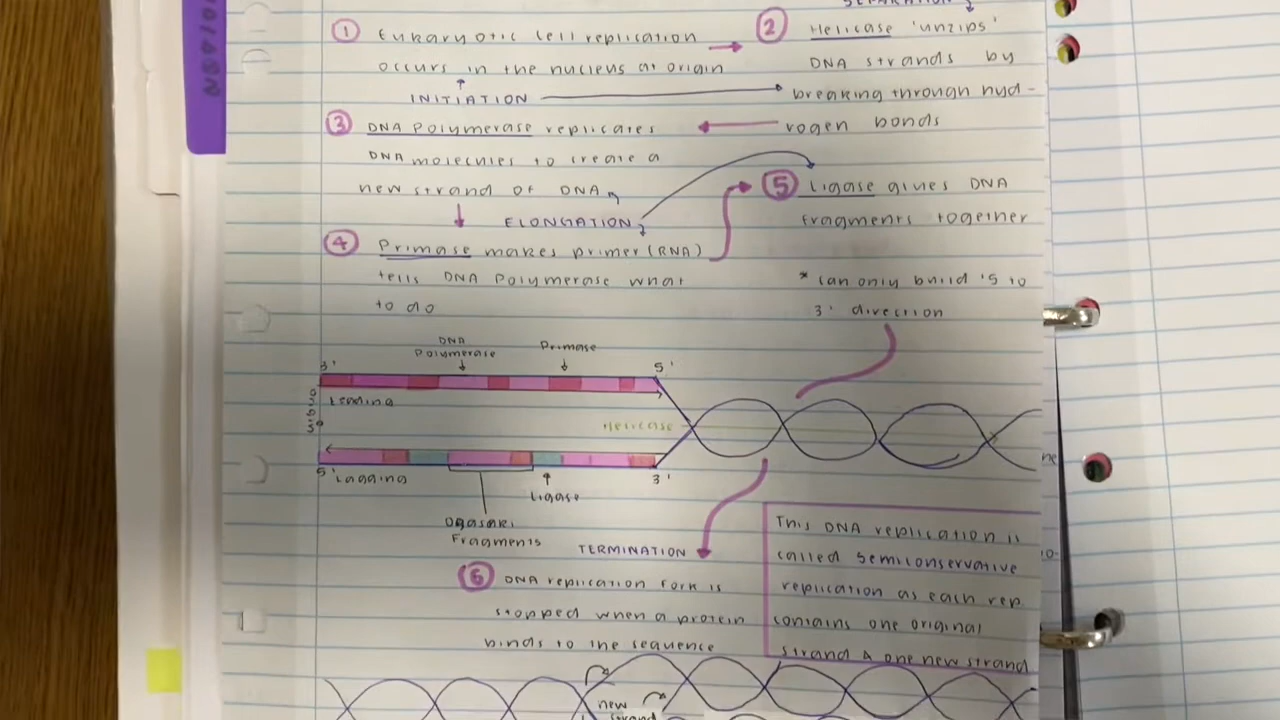 SEPARATION
① Eukaryotic cell replication
occurs in the nucleus at origin
INITIATION
② Helicase 'unzips'
DNA strands by
breaking through hyd-
rogen bonds
③ DNA Polymerase replicates
DNA molecules to create a
new strand of DNA
ELONGATION
④ Primase makes primer (RNA)
tells DNA Polymerase what
to do
⑤ Ligase glues DNA
fragments together
* can only build '5 to
3' direction
DNA
Polymerase
Primase
3'
5'
Leading
Helicase
5'
Lagging
3'
Ligase
Fragments
TERMINATION
⑥ DNA replication fork is
stopped when a protein
binds to the sequence
This DNA replication is
called semiconservative
replication as each rep.
contains one original
strand & one new strand
new
strand